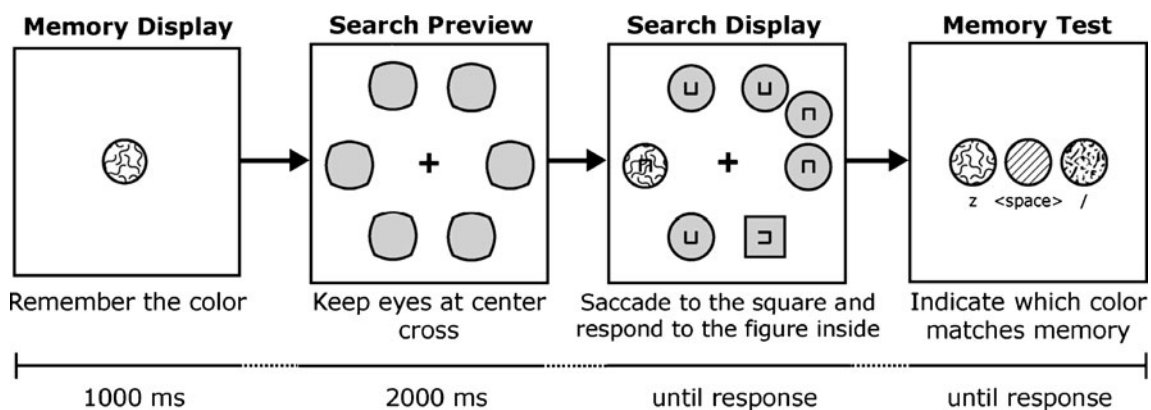 Memory Display
Search Preview
Search Display
Memory Test
+
+
z <space> /
Remember the color
Keep eyes at center
cross
Saccade to the square and
respond to the figure inside
Indicate which color
matches memory
1000 ms
2000 ms
until response
until response